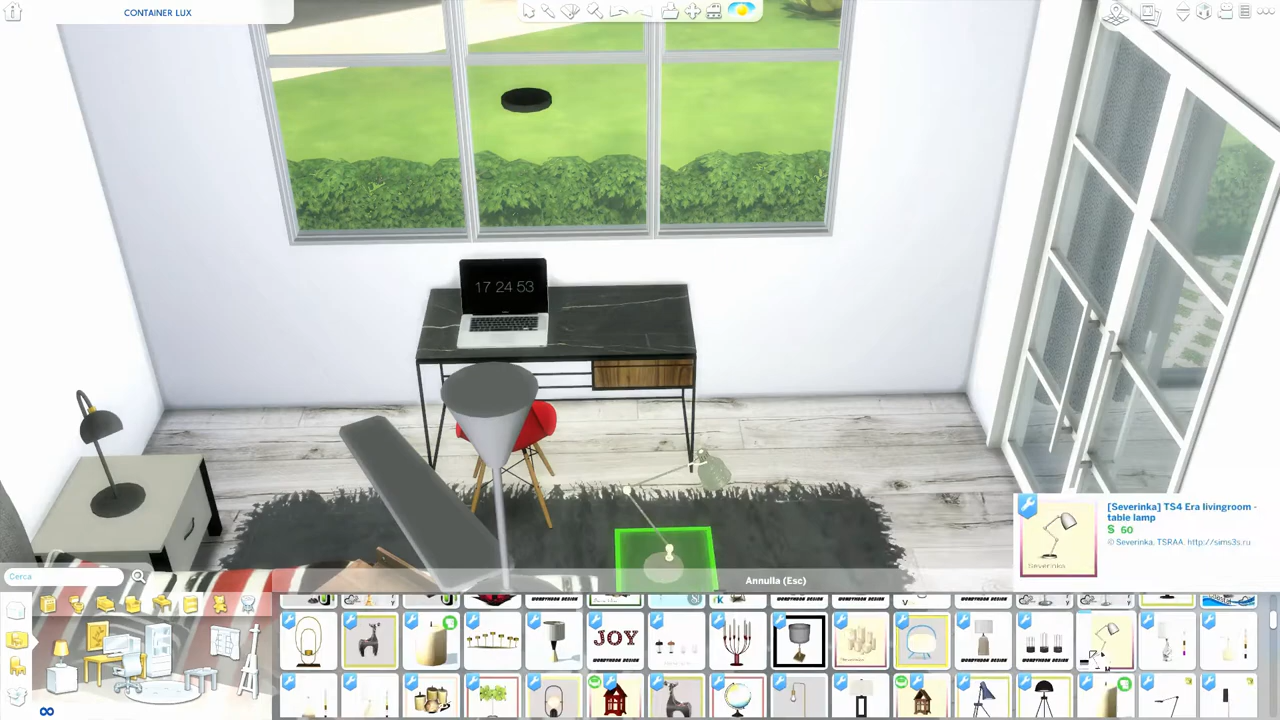 CONTAINER LUX
17 24 53
[Severinka] TS4 Era livingroom -
table lamp
§ 60
© Severinka, TSRAA, http://sims3s.ru
Severinka
Cerca
Annulla (Esc)
JOY